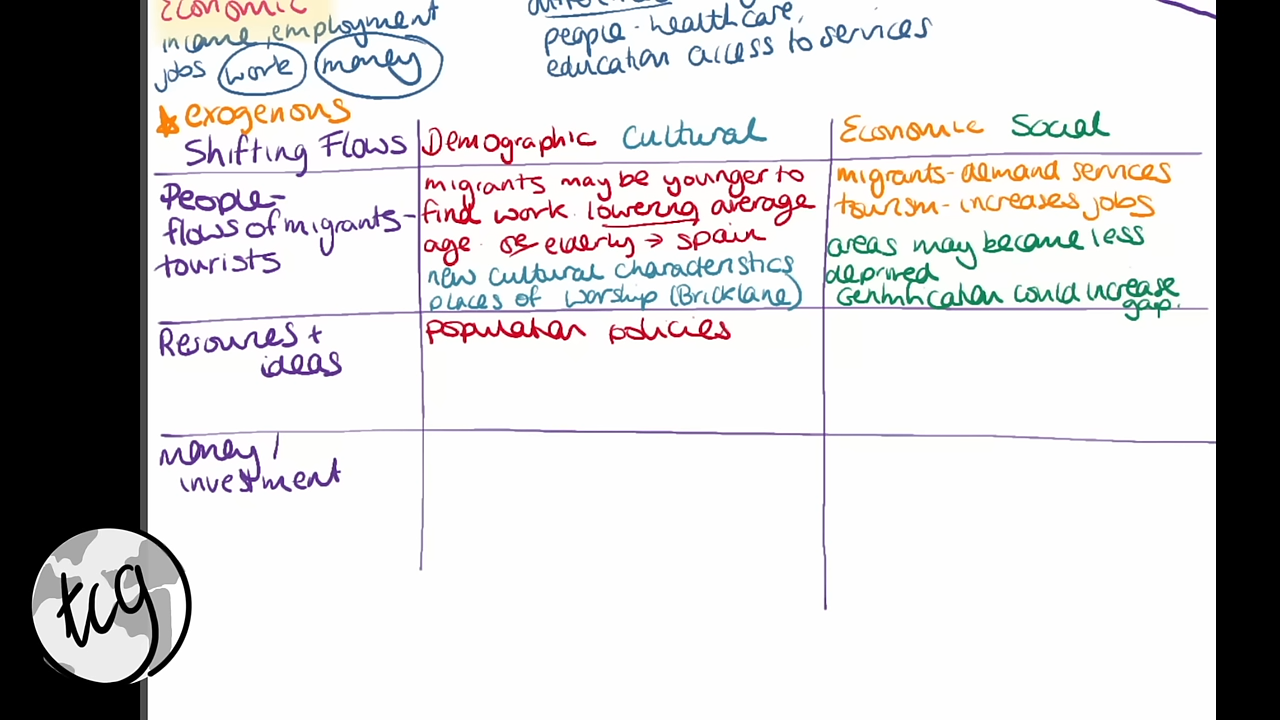 Economic
income, employment
jobs work money
people - healthcare,
education access to services
exogenous
Shifting Flows
Demographic Cultural
Economic Social
People -
flows of migrants -
tourists
migrants may be younger to
find work. lowering average
age or elderly → spain
new cultural characteristics
places of worship (Bricklane)
migrants - demand services
tourism - increases jobs
areas may become less
deprived
gap.
could increase
Resources +
ideas
population policies
money /
investment
tcg